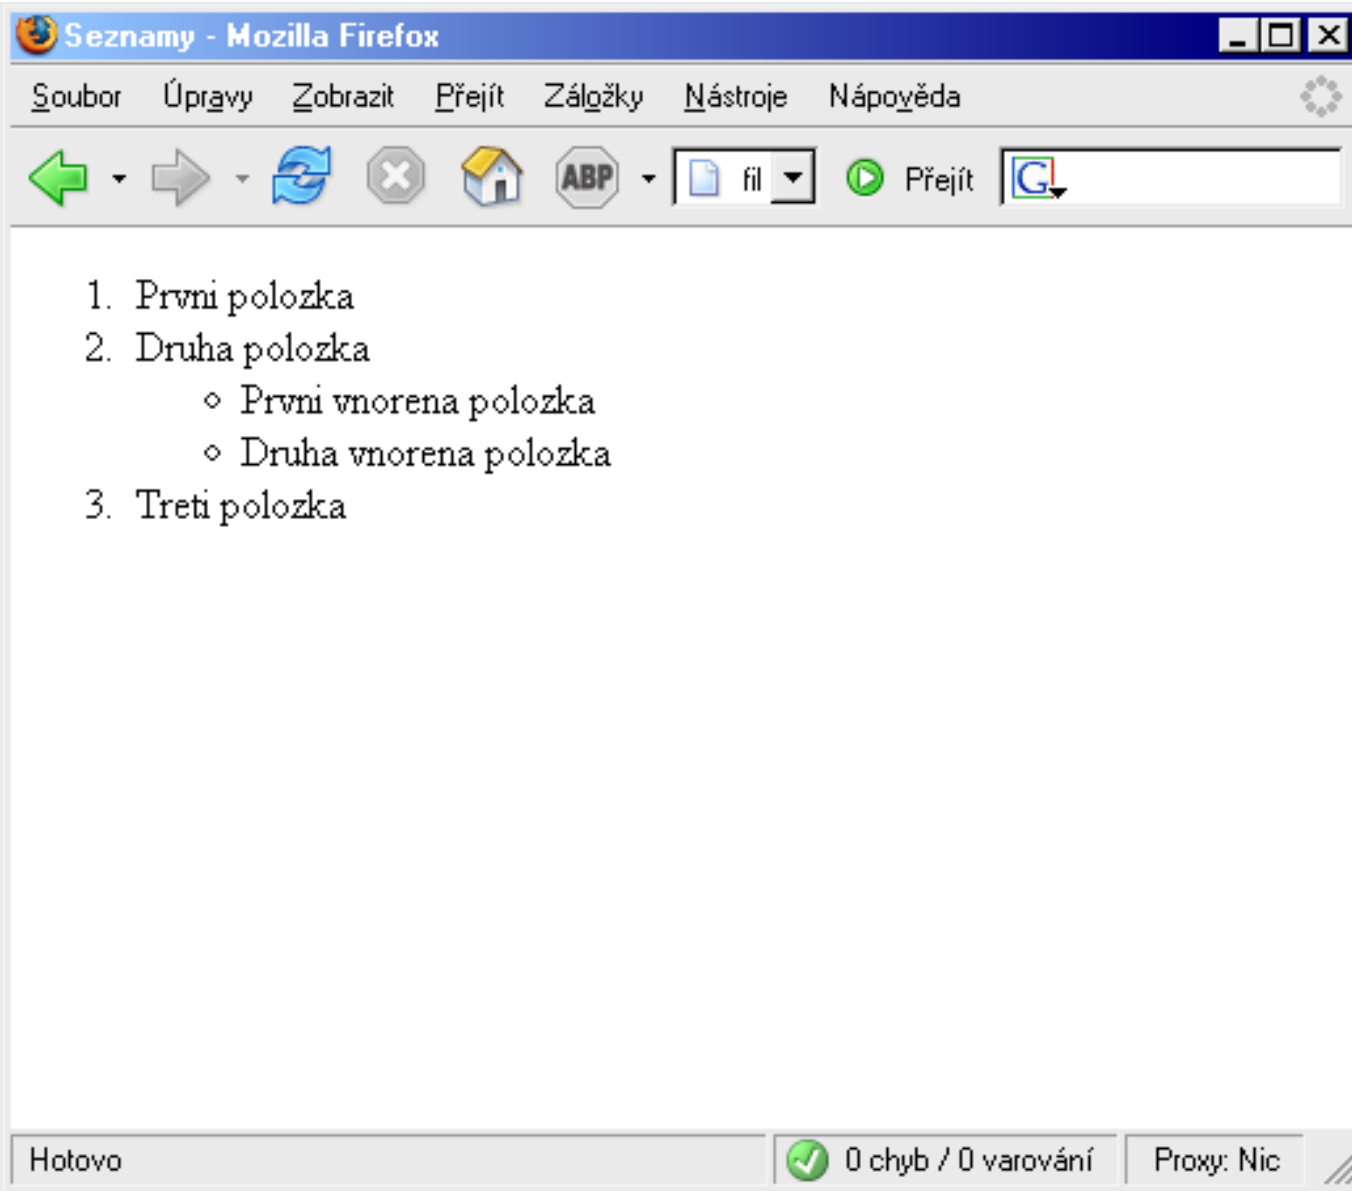 Seznamy - Mozilla Firefox
Soubor Úpravy Zobrazit Přejít Záložky Nástroje Nápověda
ABP fil Přejít G
1. Prvni polozka
2. Druha polozka
○ Prvni vnorena polozka
○ Druha vnorena polozka
3. Treti polozka
Hotovo 0 chyb / 0 varování Proxy: Nic